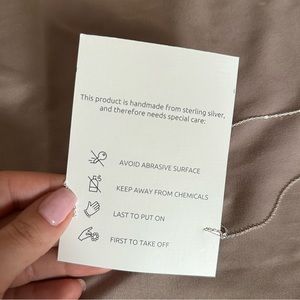 This product is handmade from sterling silver,
and therefore needs special care:
AVOID ABRASIVE SURFACE
KEEP AWAY FROM CHEMICALS
LAST TO PUT ON
FIRST TO TAKE OFF